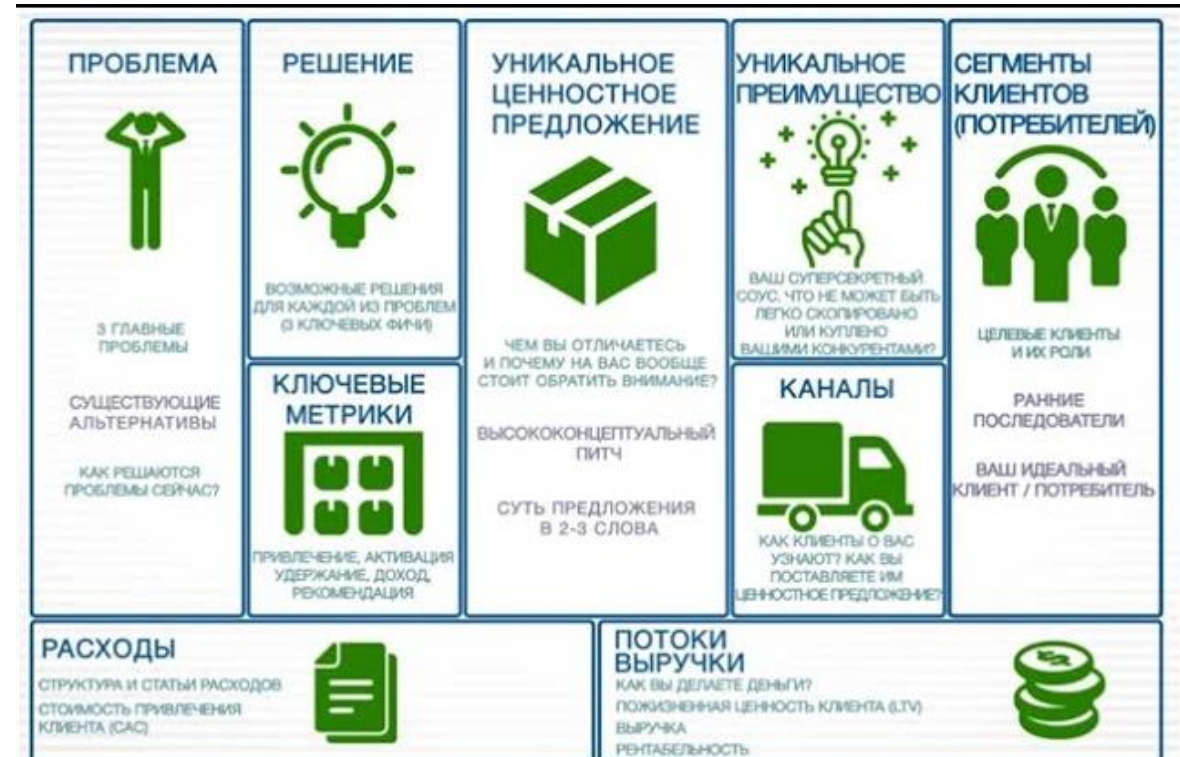 ПРОБЛЕМА
3 ГЛАВНЫЕ
ПРОБЛЕМЫ
СУЩЕСТВУЮЩИЕ
АЛЬТЕРНАТИВЫ
КАК РЕШАЮТСЯ
ПРОБЛЕМЫ СЕЙЧАС?
РЕШЕНИЕ
ВОЗМОЖНЫЕ РЕШЕНИЯ
ДЛЯ КАЖДОЙ ИЗ ПРОБЛЕМ
(3 КЛЮЧЕВЫХ ФИЧИ)
КЛЮЧЕВЫЕ
МЕТРИКИ
ПРИВЛЕЧЕНИЕ, АКТИВАЦИЯ
УДЕРЖАНИЕ, ДОХОД,
РЕКОМЕНДАЦИЯ
УНИКАЛЬНОЕ
ЦЕННОСТНОЕ
ПРЕДЛОЖЕНИЕ
ЧЕМ ВЫ ОТЛИЧАЕТЕСЬ
И ПОЧЕМУ НА ВАС ВООБЩЕ
СТОИТ ОБРАТИТЬ ВНИМАНИЕ?
ВЫСОКОКОНЦЕПТУАЛЬНЫЙ
ПИТЧ
СУТЬ ПРЕДЛОЖЕНИЯ
В 2-3 СЛОВА
УНИКАЛЬНОЕ
ПРЕИМУЩЕСТВО
ВАШ СУПЕРСЕКРЕТНЫЙ
СОУС. ЧТО НЕ МОЖЕТ БЫТЬ
ЛЕГКО СКОПИРОВАНО
ИЛИ КУПЛЕНО
ВАШИМИ КОНКУРЕНТАМИ?
КАНАЛЫ
КАК КЛИЕНТЫ О ВАС
УЗНАЮТ? КАК ВЫ
ПОСТАВЛЯЕТЕ ИМ
ЦЕННОСТНОЕ ПРЕДЛОЖЕНИЕ?
СЕГМЕНТЫ
КЛИЕНТОВ
(ПОТРЕБИТЕЛЕЙ)
ЦЕЛЕВЫЕ КЛИЕНТЫ
И ИХ РОЛИ
РАННИЕ
ПОСЛЕДОВАТЕЛИ
ВАШ ИДЕАЛЬНЫЙ
КЛИЕНТ / ПОТРЕБИТЕЛЬ
РАСХОДЫ
СТРУКТУРА И СТАТЬИ РАСХОДОВ
СТОИМОСТЬ ПРИВЛЕЧЕНИЯ
КЛИЕНТА (CAC)
ПОТОКИ
ВЫРУЧКИ
КАК ВЫ ДЕЛАЕТЕ ДЕНЬГИ?
ПОЖИЗНЕННАЯ ЦЕННОСТЬ КЛИЕНТА (LTV)
ВЫРУЧКА
РЕНТАБЕЛЬНОСТЬ